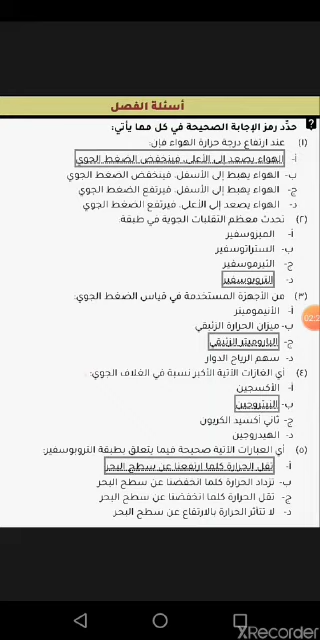 أسئلة الفصل
? حدِّد رمز الإجابة الصحيحة في كل مما يأتي:
(١) عند ارتفاع درجة حرارة الهواء فإن:
أ- الهواء يصعد إلى الأعلى، فينخفض الضغط الجوي
ب- الهواء يهبط إلى الأسفل، فينخفض الضغط الجوي
ج- الهواء يهبط إلى الأسفل، فيرتفع الضغط الجوي
د- الهواء يصعد إلى الأعلى، فيرتفع الضغط الجوي
(٢) تحدث معظم التقلبات الجوية في طبقة:
أ- الميزوسفير
ب- الستراتوسفير
ج- الثيرموسفير
د- التروبوسفير
(٣) من الأجهزة المستخدمة في قياس الضغط الجوي:
أ- الأنيموميتر
ب- ميزان الحرارة الزئبقي
ج- الباروميتر الزئبقي
د- سهم الرياح الدوار
(٤) أي الغازات الآتية الأكبر نسبة في الغلاف الجوي:
أ- الأكسجين
ب- النيتروجين
ج- ثاني أكسيد الكربون
د- الهيدروجين
(٥) أي العبارات الآتية صحيحة فيما يتعلق بطبقة التروبوسفير:
أ- تقل الحرارة كلما ارتفعنا عن سطح البحر
ب- تزداد الحرارة كلما انخفضنا عن سطح البحر
ج- تقل الحرارة كلما انخفضنا عن سطح البحر
د- لا تتأثر الحرارة بالارتفاع عن سطح البحر
XRecorder